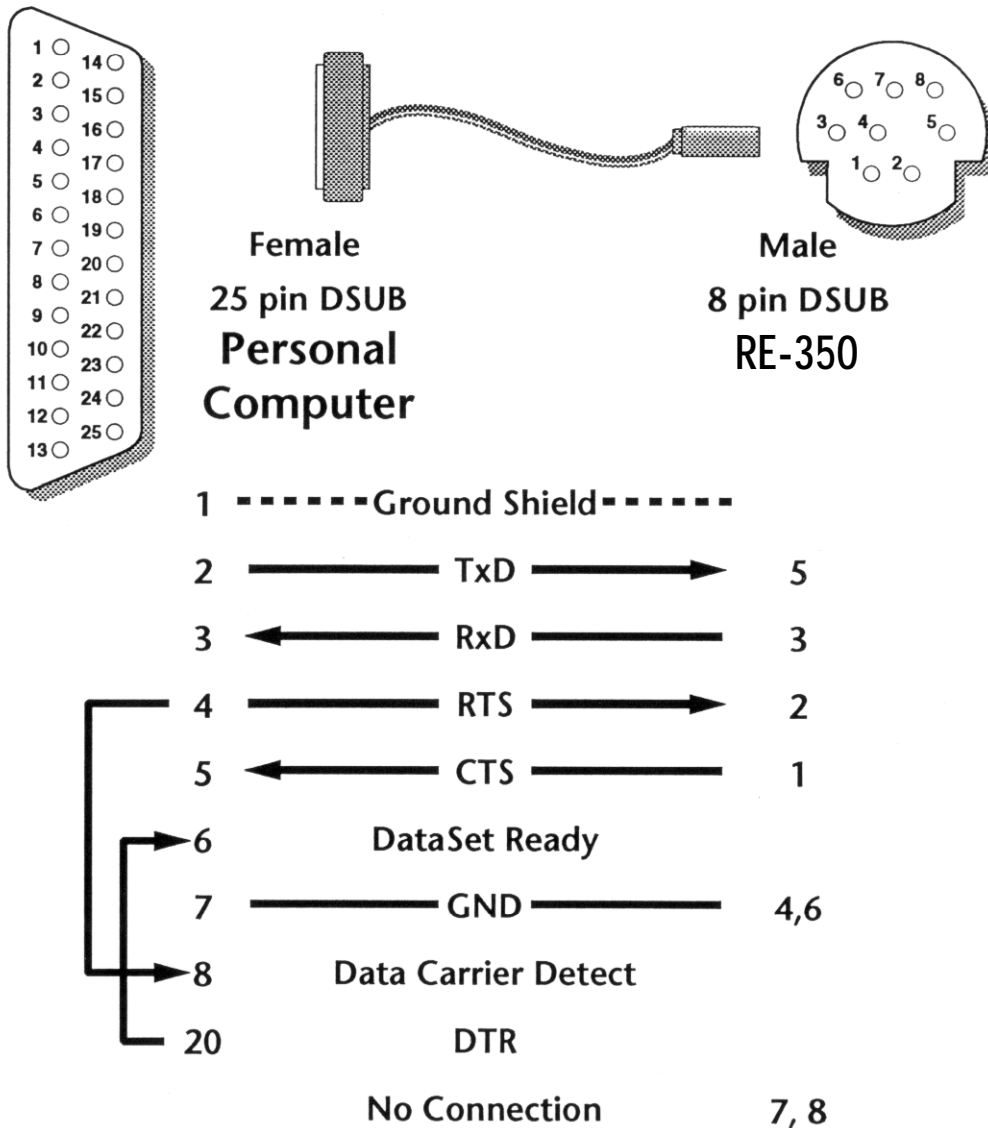 1
2
3
4
5
6
7
8
9
10
11
12
13
14
15
16
17
18
19
20
21
22
23
24
25
6 7 8
3 4 5
1 2
Female
25 pin DSUB
Personal
Computer
Male
8 pin DSUB
RE-350
1 Ground Shield
2 TxD 5
3 RxD 3
4 RTS 2
5 CTS 1
6 DataSet Ready
7 GND 4,6
8 Data Carrier Detect
20 DTR
No Connection 7, 8